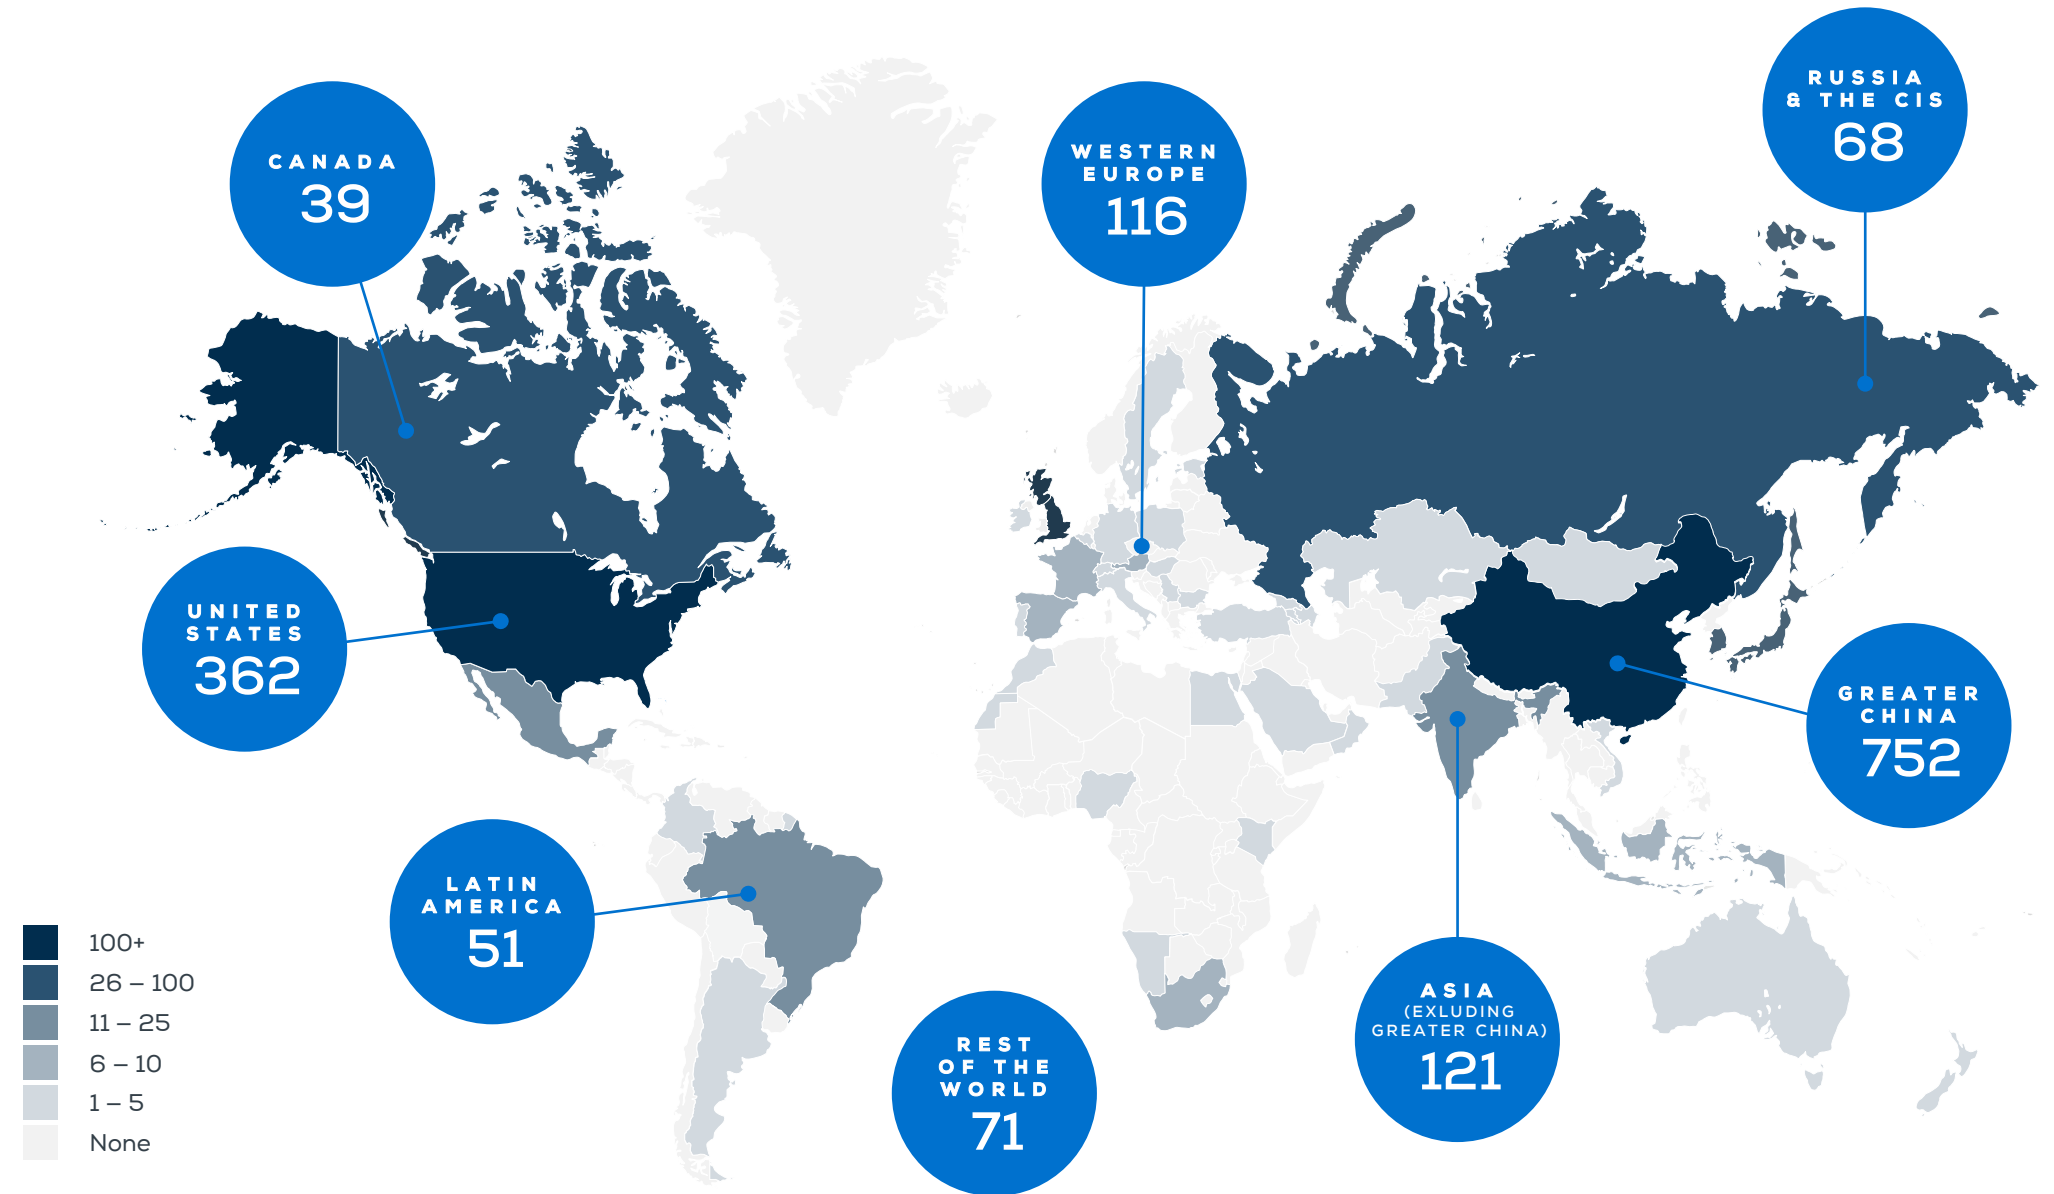 CANADA
39
WESTERN
EUROPE
116
RUSSIA
& THE CIS
68
UNITED
STATES
362
GREATER
CHINA
752
LATIN
AMERICA
51
REST
OF THE
WORLD
71
ASIA
(EXLUDING
GREATER CHINA)
121
100+
26 – 100
11 – 25
6 – 10
1 – 5
None